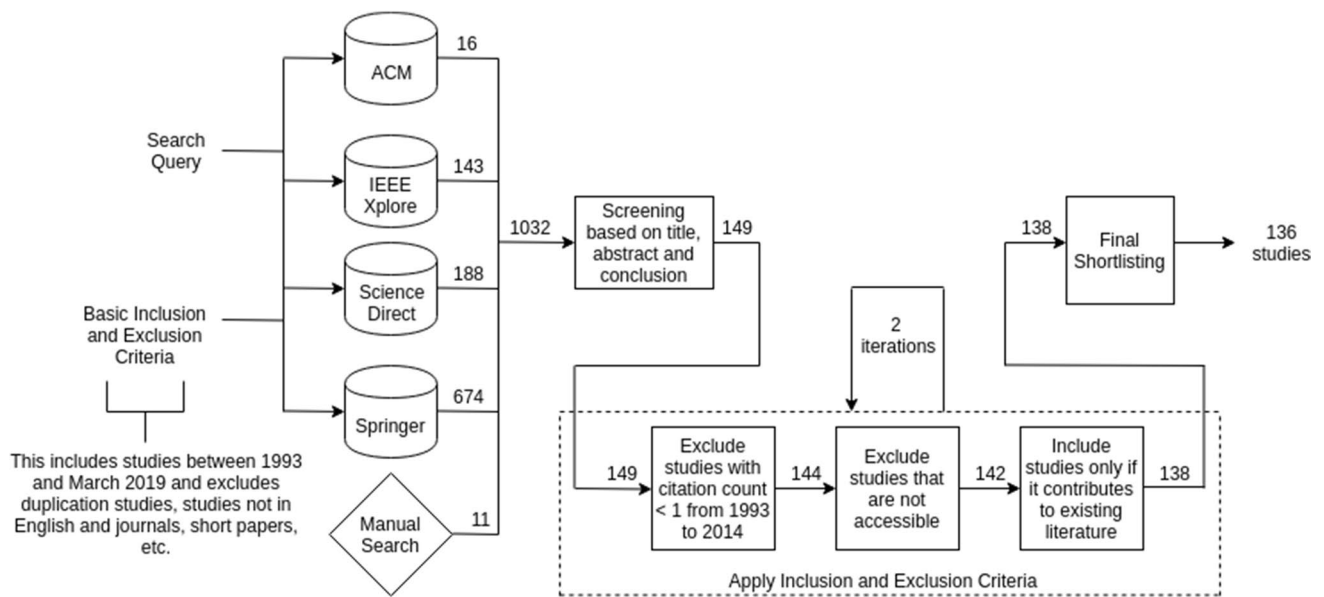 Search
Query
Basic Inclusion
and Exclusion
Criteria
This includes studies between 1993
and March 2019 and excludes
duplication studies, studies not in
English and journals, short papers,
etc.
ACM
16
IEEE
Xplore
143
Science
Direct
188
Springer
674
Manual
Search
11
1032
Screening
based on title,
abstract and
conclusion
149
149
Exclude
studies with
citation count
< 1 from 1993
to 2014
144
Exclude
studies that
are not
accessible
142
Include
studies only if
it contributes
to existing
literature
138
2
iterations
Apply Inclusion and Exclusion Criteria
138
Final
Shortlisting
136
studies